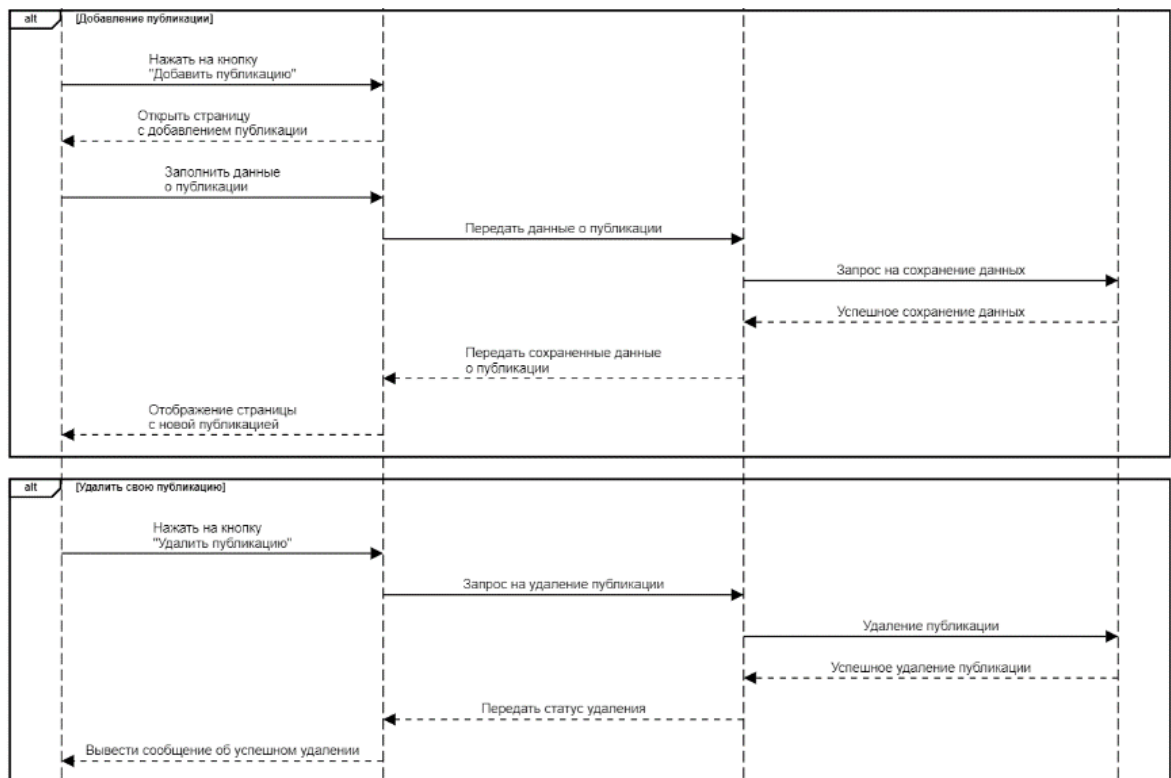 alt [Добавление публикации]
Нажать на кнопку
"Добавить публикацию"
Открыть страницу
с добавлением публикации
Заполнить данные
о публикации
Передать данные о публикации
Запрос на сохранение данных
Успешное сохранение данных
Передать сохраненные данные
о публикации
Отображение страницы
с новой публикацией
alt [Удалить свою публикацию]
Нажать на кнопку
"Удалить публикацию"
Запрос на удаление публикации
Удаление публикации
Успешное удаление публикации
Передать статус удаления
Вывести сообщение об успешном удалении